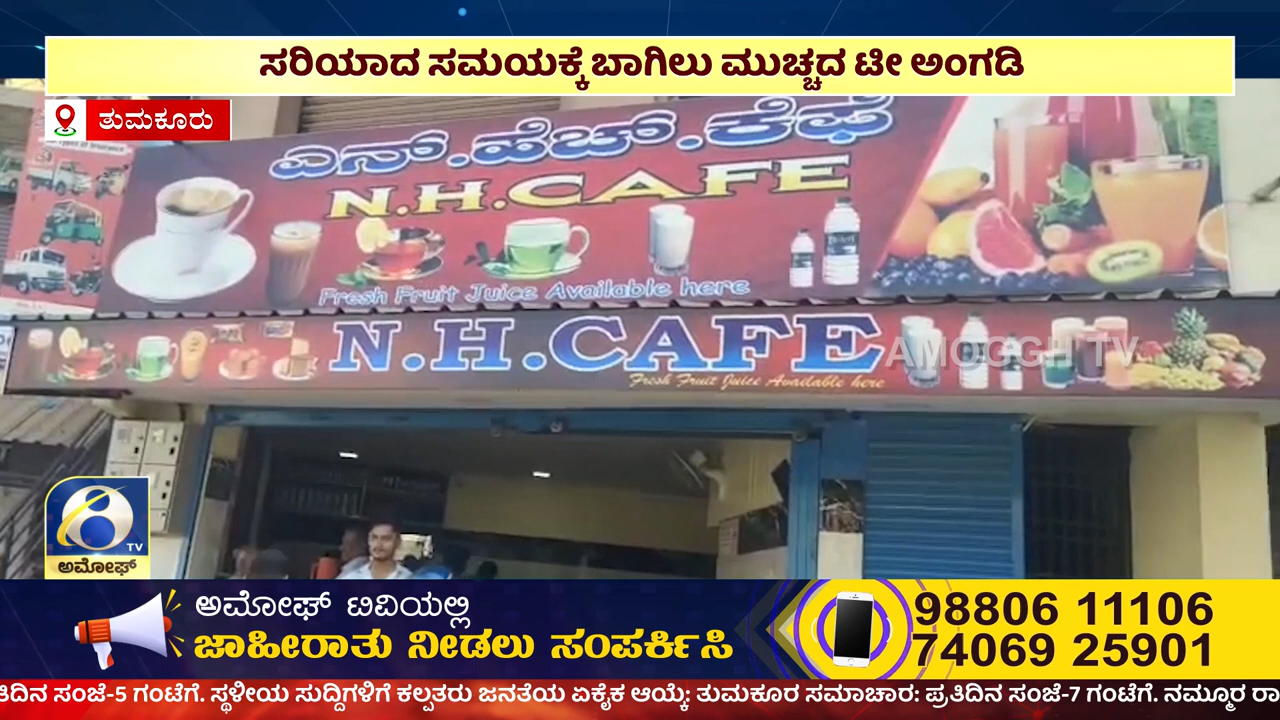 ಸರಿಯಾದ ಸಮಯಕ್ಕೆ ಬಾಗಿಲು ಮುಚ್ಚದ ಟೀ ಅಂಗಡಿ
ತುಮಕೂರು
ಎನ್.ಹೆಚ್.ಕೆಫೆ
N.H.CAFE
Fresh Fruit Juice Available here
N.H.CAFE
AMOGGH TV
Fresh Fruit Juice Available here
TV
ಅಮೋಘ್
ಅಮೋಘ್ ಟಿವಿಯಲ್ಲಿ
ಜಾಹೀರಾತು ನೀಡಲು ಸಂಪರ್ಕಿಸಿ
98806 11106
74069 25901
ಸಂಜೆ-5 ಗಂಟೆಗೆ. ಸ್ಥಳೀಯ ಸುದ್ದಿಗಳಿಗೆ ಕಲ್ಪತರು ಜನತೆಯ ಏಕೈಕ ಆಯ್ಕೆ: ತುಮಕೂರ ಸಮಾಚಾರ: ಪ್ರತಿದಿನ ಸಂಜೆ-7 ಗಂಟೆಗೆ. ನಮ್ಮೂರ